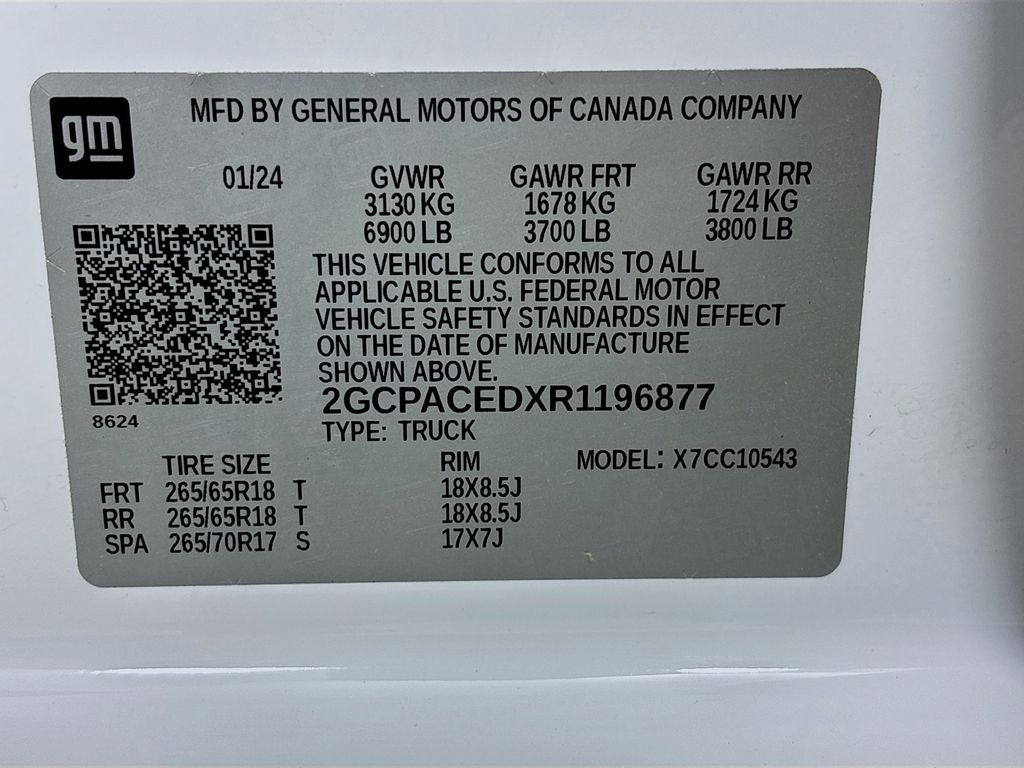 gm
MFD BY GENERAL MOTORS OF CANADA COMPANY
01/24 GVWR GAWR FRT GAWR RR
3130 KG 1678 KG 1724 KG
6900 LB 3700 LB 3800 LB
THIS VEHICLE CONFORMS TO ALL
APPLICABLE U.S. FEDERAL MOTOR
VEHICLE SAFETY STANDARDS IN EFFECT
ON THE DATE OF MANUFACTURE
SHOWN ABOVE.
2GCPACEDXR1196877
8624
TYPE: TRUCK
TIRE SIZE RIM MODEL: X7CC10543
FRT 265/65R18 T 18X8.5J
RR 265/65R18 T 18X8.5J
SPA 265/70R17 S 17X7J